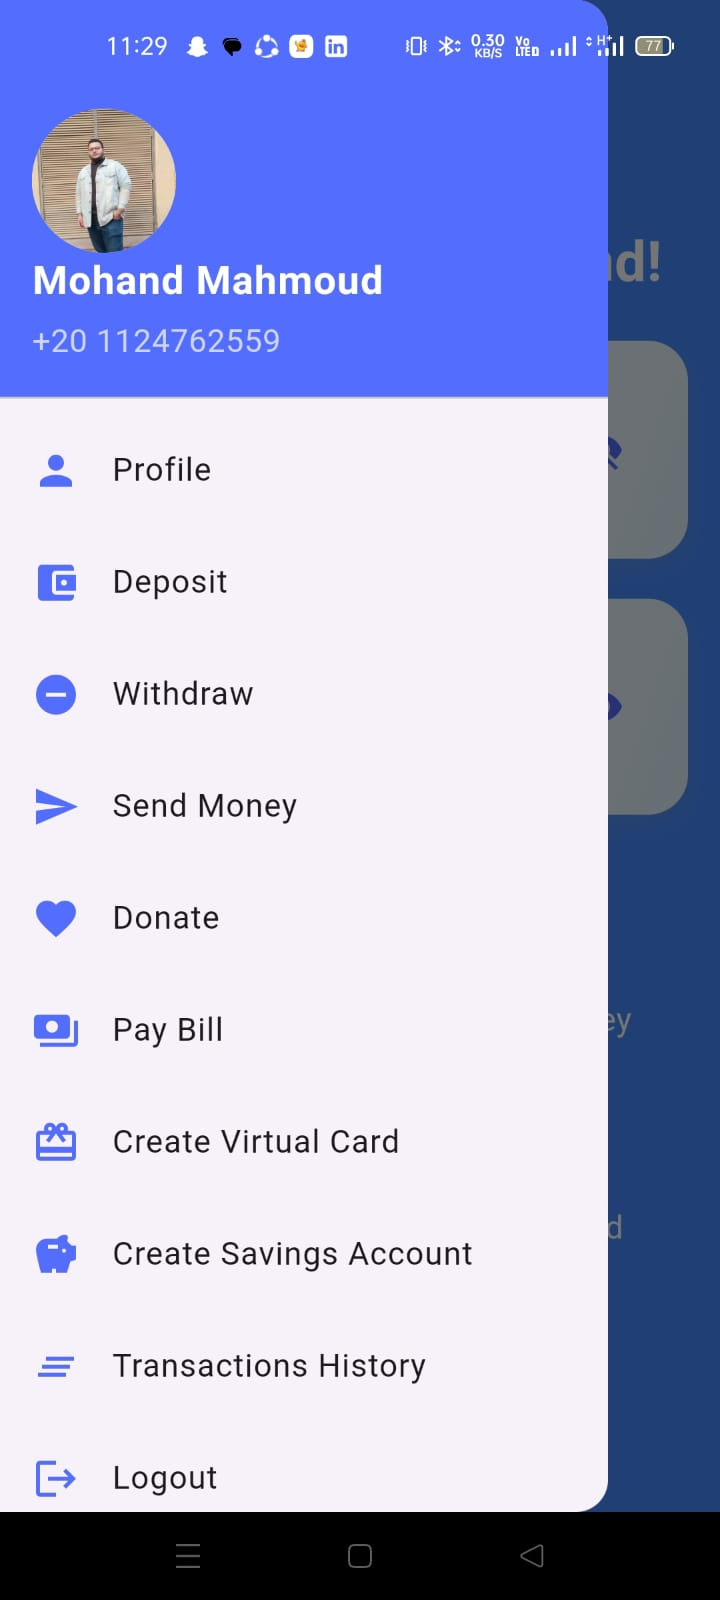 11:29
0.30 KB/S
Vo LTE D
H+
77
Mohand Mahmoud
+20 1124762559
nd!
Profile
Deposit
Withdraw
Send Money
Donate
ey
Pay Bill
Create Virtual Card
d
Create Savings Account
Transactions History
Logout